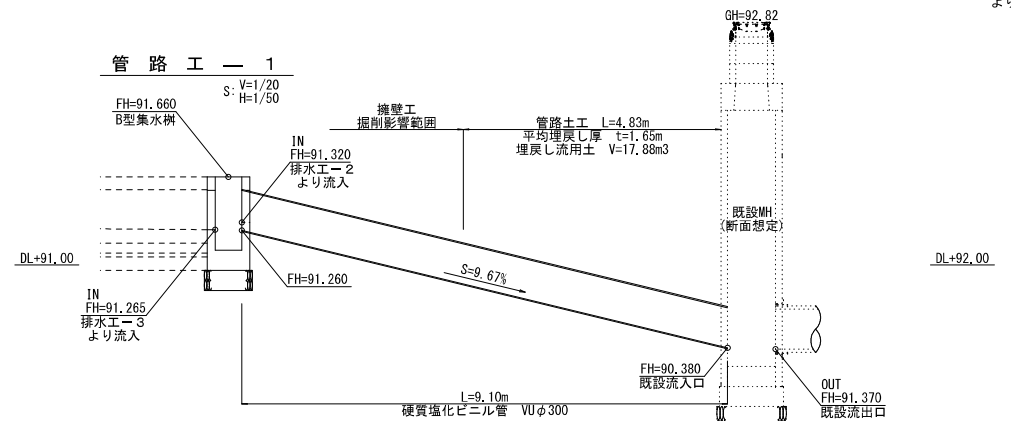 よ
GH=92.82
管 路 工 ― 1
S: V=1/20
H=1/50
FH=91.660
B型集水桝
IN
FH=91.320
排水工-2
より流入
擁壁工
掘削影響範囲
管路土工 L=4.83m
平均埋戻し厚 t=1.65m
埋戻し流用土 V=17.88m3
既設MH
(断面想定)
DL+91.00
DL+92.00
S=9.67%
FH=91.260
IN
FH=91.265
排水工-3
より流入
FH=90.380
既設流入口
OUT
FH=91.370
既設流出口
L=9.10m
硬質塩化ビニル管 VUφ300